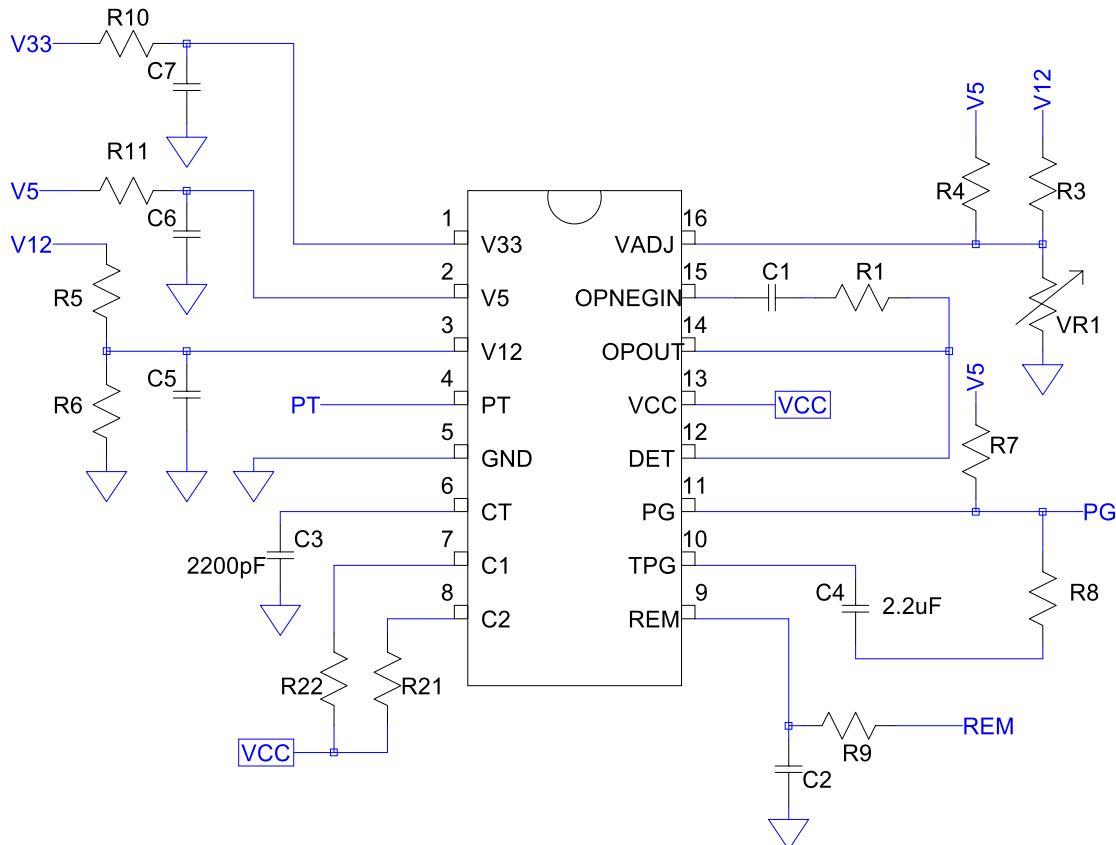 R10
V33
C7
R11
V5
C6
V12
R5
R6
C5
PT
1
V33
2
V5
3
V12
4
PT
5
GND
6
CT
7
C1
8
C2
C3
2200pF
R22
R21
VCC
16
VADJ
15
OPNEGIN
14
OPOUT
13
VCC
12
DET
11
PG
10
TPG
9
REM
C1
R1
VCC
V5
V12
R4
R3
VR1
V5
R7
PG
R8
C4
2.2uF
R9
REM
C2